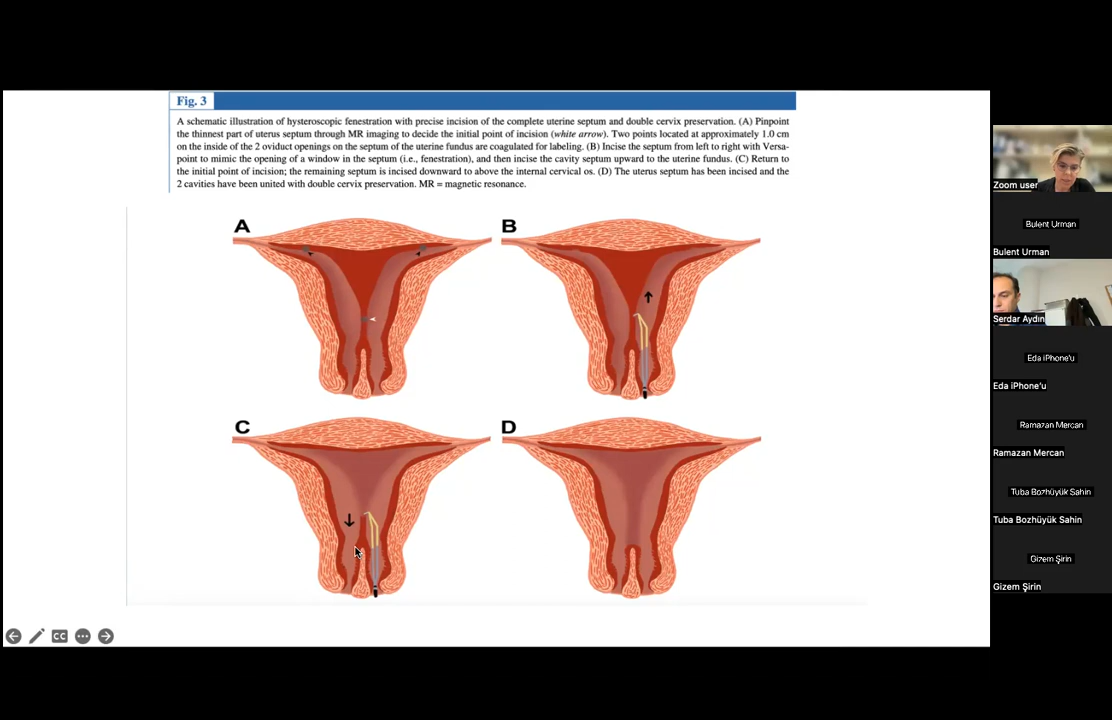 Fig. 3
A schematic illustration of hysteroscopic fenestration with precise incision of the complete uterine septum and double cervix preservation. (A) Pinpoint
the thinnest part of uterus septum through MR imaging to decide the initial point of incision (white arrow). Two points located at approximately 1.0 cm
on the inside of the 2 oviduct openings on the septum of the uterine fundus are coagulated for labeling. (B) Incise the septum from left to right with Versa-
point to mimic the opening of a window in the septum (i.e., fenestration), and then incise the cavity septum upward to the uterine fundus. (C) Return to
the initial point of incision; the remaining septum is incised downward to above the internal cervical os. (D) The uterus septum has been incised and the
2 cavities have been united with double cervix preservation. MR = magnetic resonance.
A
B
C
D
CC
Zoom user
Bulent Urman
Bulent Urman
Serdar Aydın
Eda iPhone'u
Eda iPhone'u
Ramazan Mercan
Ramazan Mercan
Tuba Bozhüyük Sahin
Tuba Bozhüyük Sahin
Gizem Şirin
Gizem Şirin